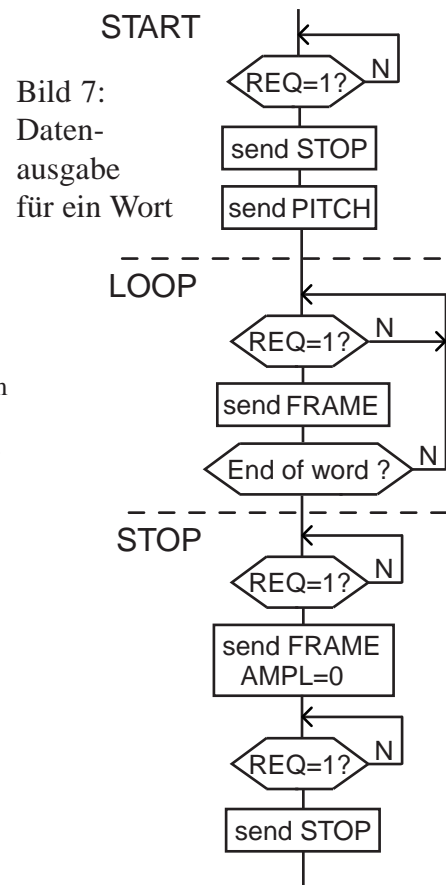 START
Bild 7:
Daten-
ausgabe
für ein Wort
REQ=1?
N
send STOP
send PITCH
LOOP
REQ=1?
N
send FRAME
End of word ?
N
n
STOP
REQ=1?
N
send FRAME
AMPL=0
REQ=1?
N
send STOP